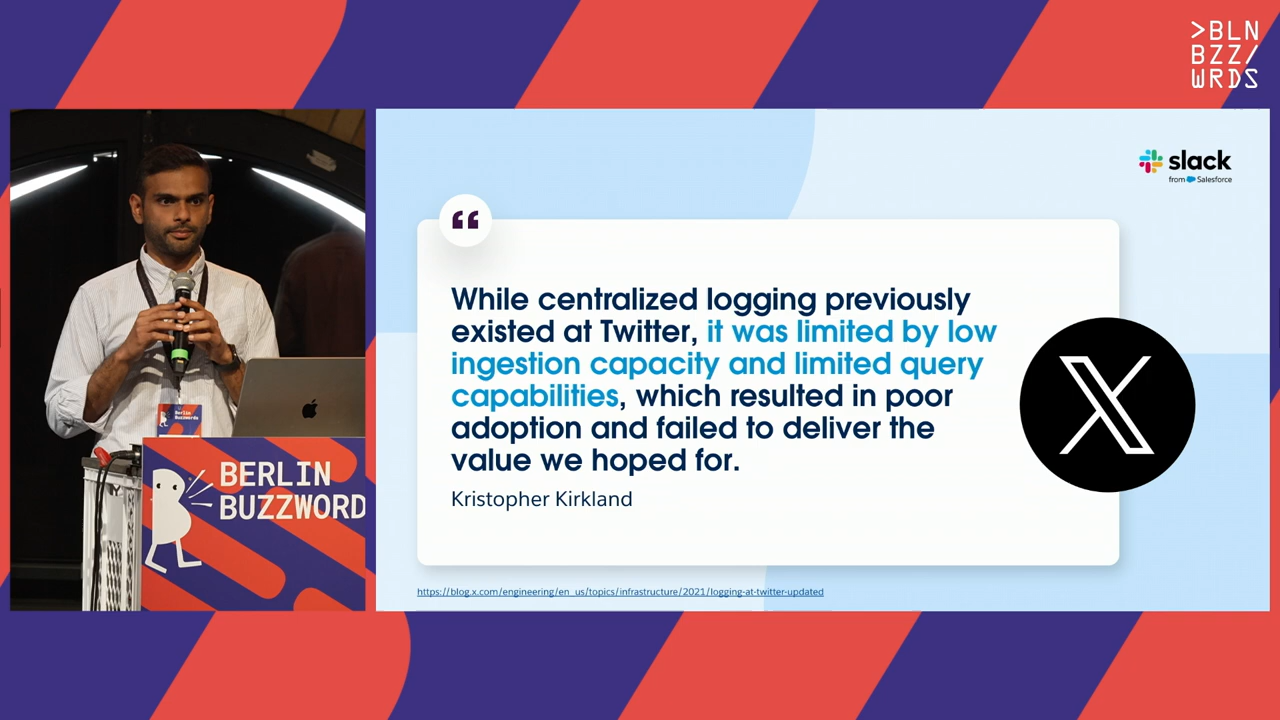 >BLN
BZZ/
WRDS
slack
from Salesforce
“
While centralized logging previously
existed at Twitter, it was limited by low
ingestion capacity and limited query
capabilities, which resulted in poor
adoption and failed to deliver the
value we hoped for.
Kristopher Kirkland
X
https://blog.x.com/engineering/en_us/topics/infrastructure/2021/logging-at-twitter-updated
Berlin
Buzzwords
BERLIN
BUZZWORD